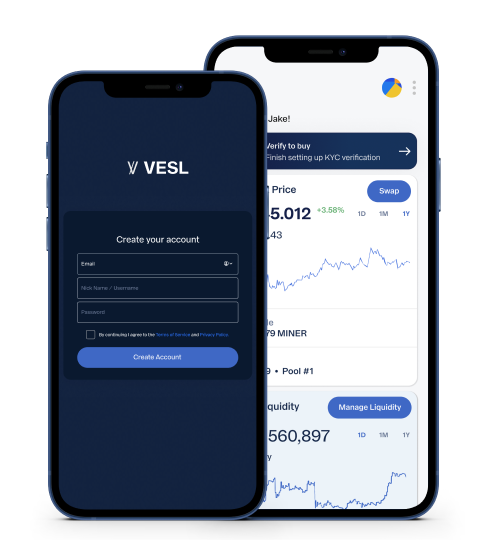 VESL
Create your account
Email
Nick Name / Username
Password
By continuing I agree to the Terms of Service and Privacy Policy
Create Account
Jake!
Verify to buy
Finish setting up KYC verification
Price
Swap
5.012 +3.58% 1D 1M 1Y
.43
79 MINER
9 • Pool #1
quidity
Manage Liquidity
560,897 1D 1M 1Y